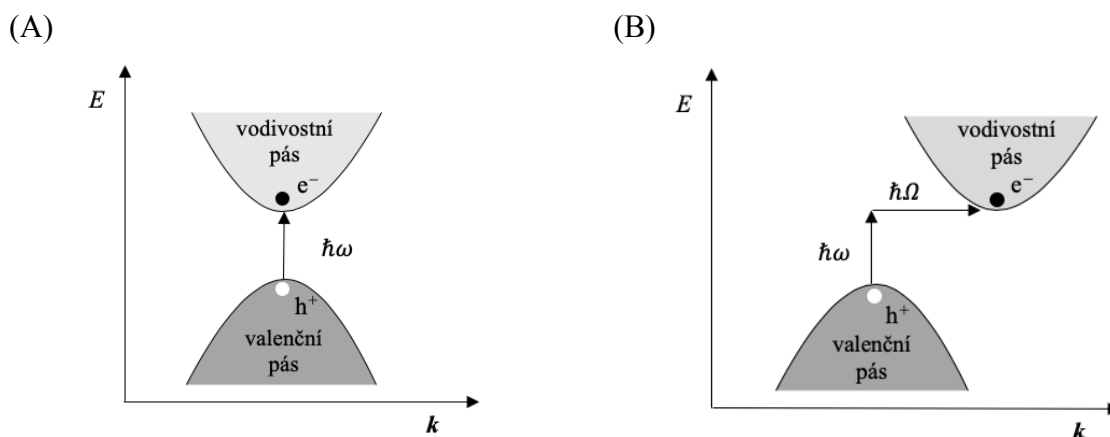 (A)
E
vodivostní
pás
e⁻
ħω
h⁺
valenční
pás
k
(B)
E
vodivostní
pás
e⁻
ħΩ
ħω
h⁺
valenční
pás
k